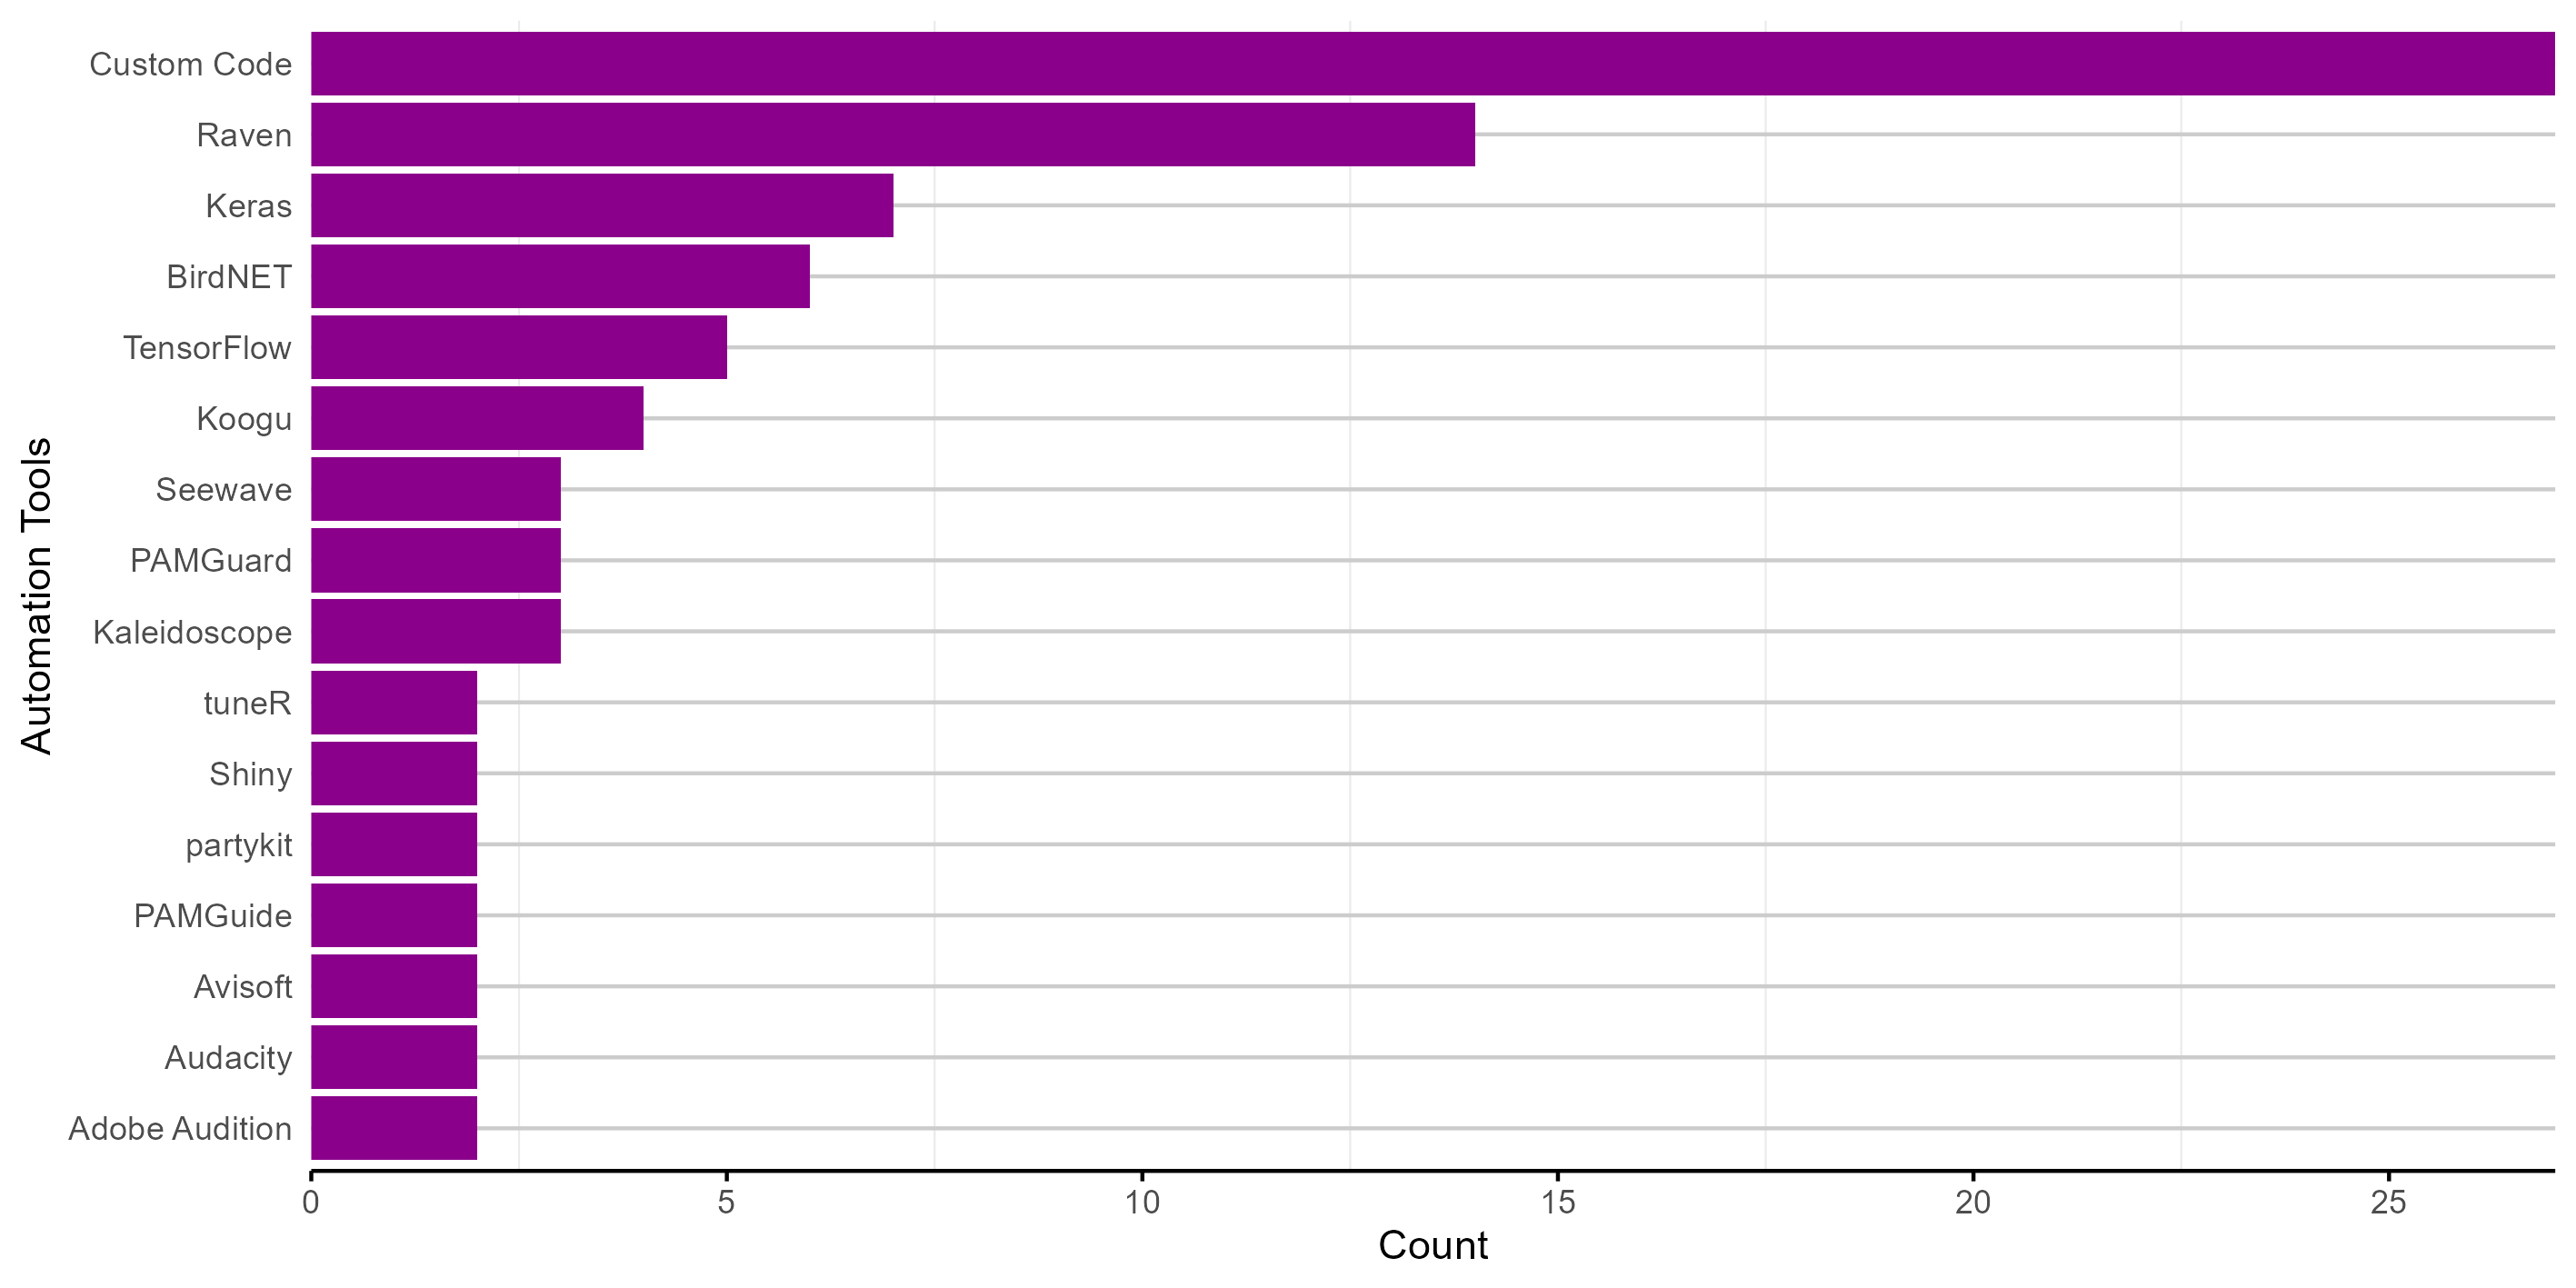 Custom Code
Raven
Keras
BirdNET
TensorFlow
Koogu
Seewave
PAMGuard
Kaleidoscope
tuneR
Shiny
partykit
PAMGuide
Avisoft
Audacity
Adobe Audition
Automation Tools
0 5 10 15 20 25
Count